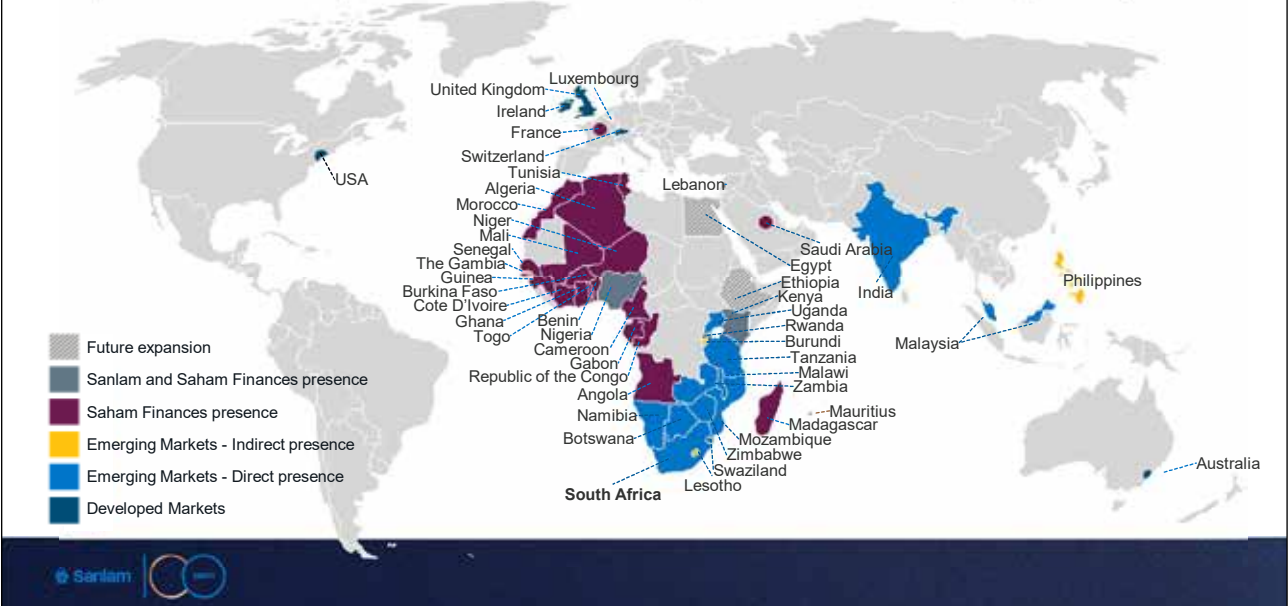 Luxembourg
United Kingdom
Ireland
France
Switzerland
Tunisia
Algeria
Morocco
Niger
Mali
Senegal
The Gambia
Guinea
Burkina Faso
Cote D'Ivoire
Ghana
Togo
Benin
Nigeria
Cameroon
Gabon
Republic of the Congo
Angola
Namibia
Botswana
South Africa
USA
Lebanon
Saudi Arabia
Egypt
Ethiopia
Kenya
Uganda
Rwanda
Burundi
Tanzania
Malawi
Zambia
Mauritius
Madagascar
Mozambique
Zimbabwe
Swaziland
Lesotho
India
Philippines
Malaysia
Australia
Future expansion
Sanlam and Saham Finances presence
Saham Finances presence
Emerging Markets - Indirect presence
Emerging Markets - Direct presence
Developed Markets
Sanlam